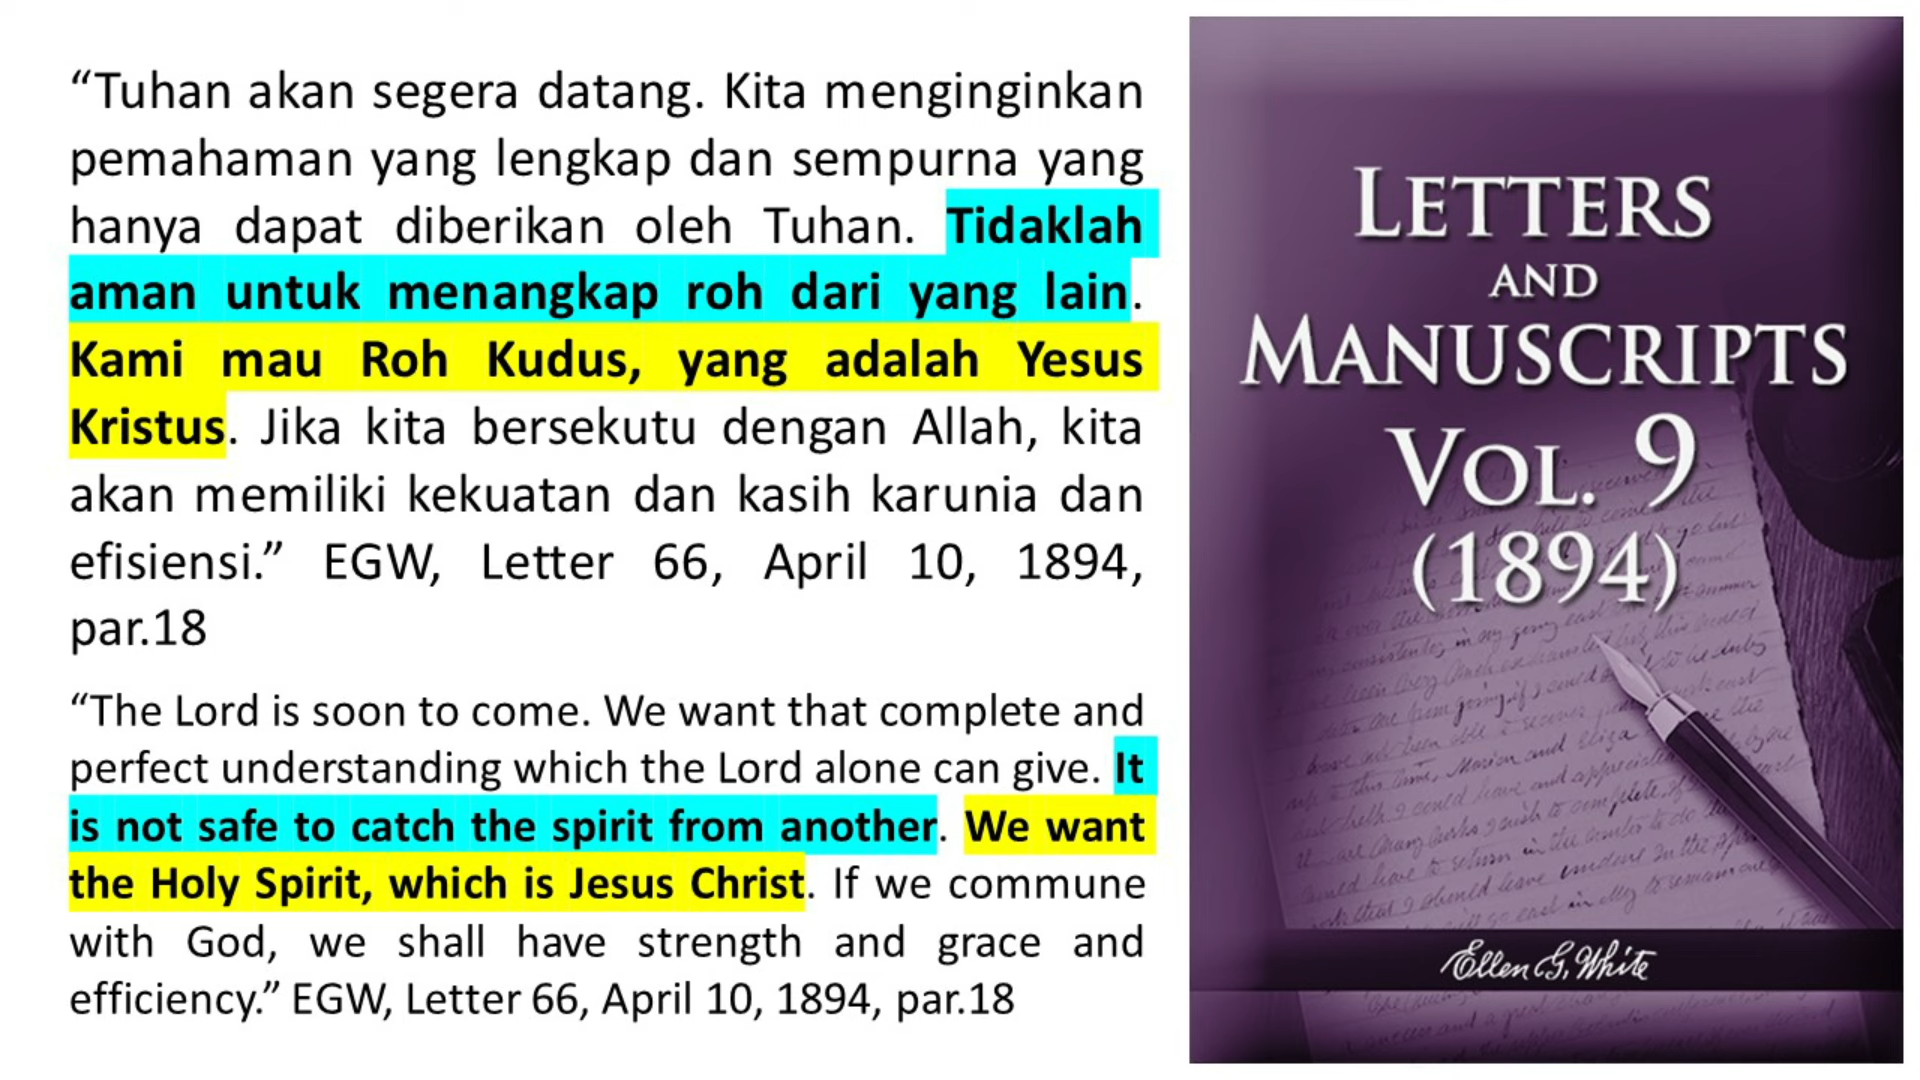 “Tuhan akan segera datang. Kita menginginkan
pemahaman yang lengkap dan sempurna yang
hanya dapat diberikan oleh Tuhan. Tidaklah
aman untuk menangkap roh dari yang lain.
Kami mau Roh Kudus, yang adalah Yesus
Kristus. Jika kita bersekutu dengan Allah, kita
akan memiliki kekuatan dan kasih karunia dan
efisiensi.” EGW, Letter 66, April 10, 1894,
par.18
“The Lord is soon to come. We want that complete and
perfect understanding which the Lord alone can give. It
is not safe to catch the spirit from another. We want
the Holy Spirit, which is Jesus Christ. If we commune
with God, we shall have strength and grace and
efficiency.” EGW, Letter 66, April 10, 1894, par.18
LETTERS
AND
MANUSCRIPTS
VOL. 9
(1894)
Ellen G. White